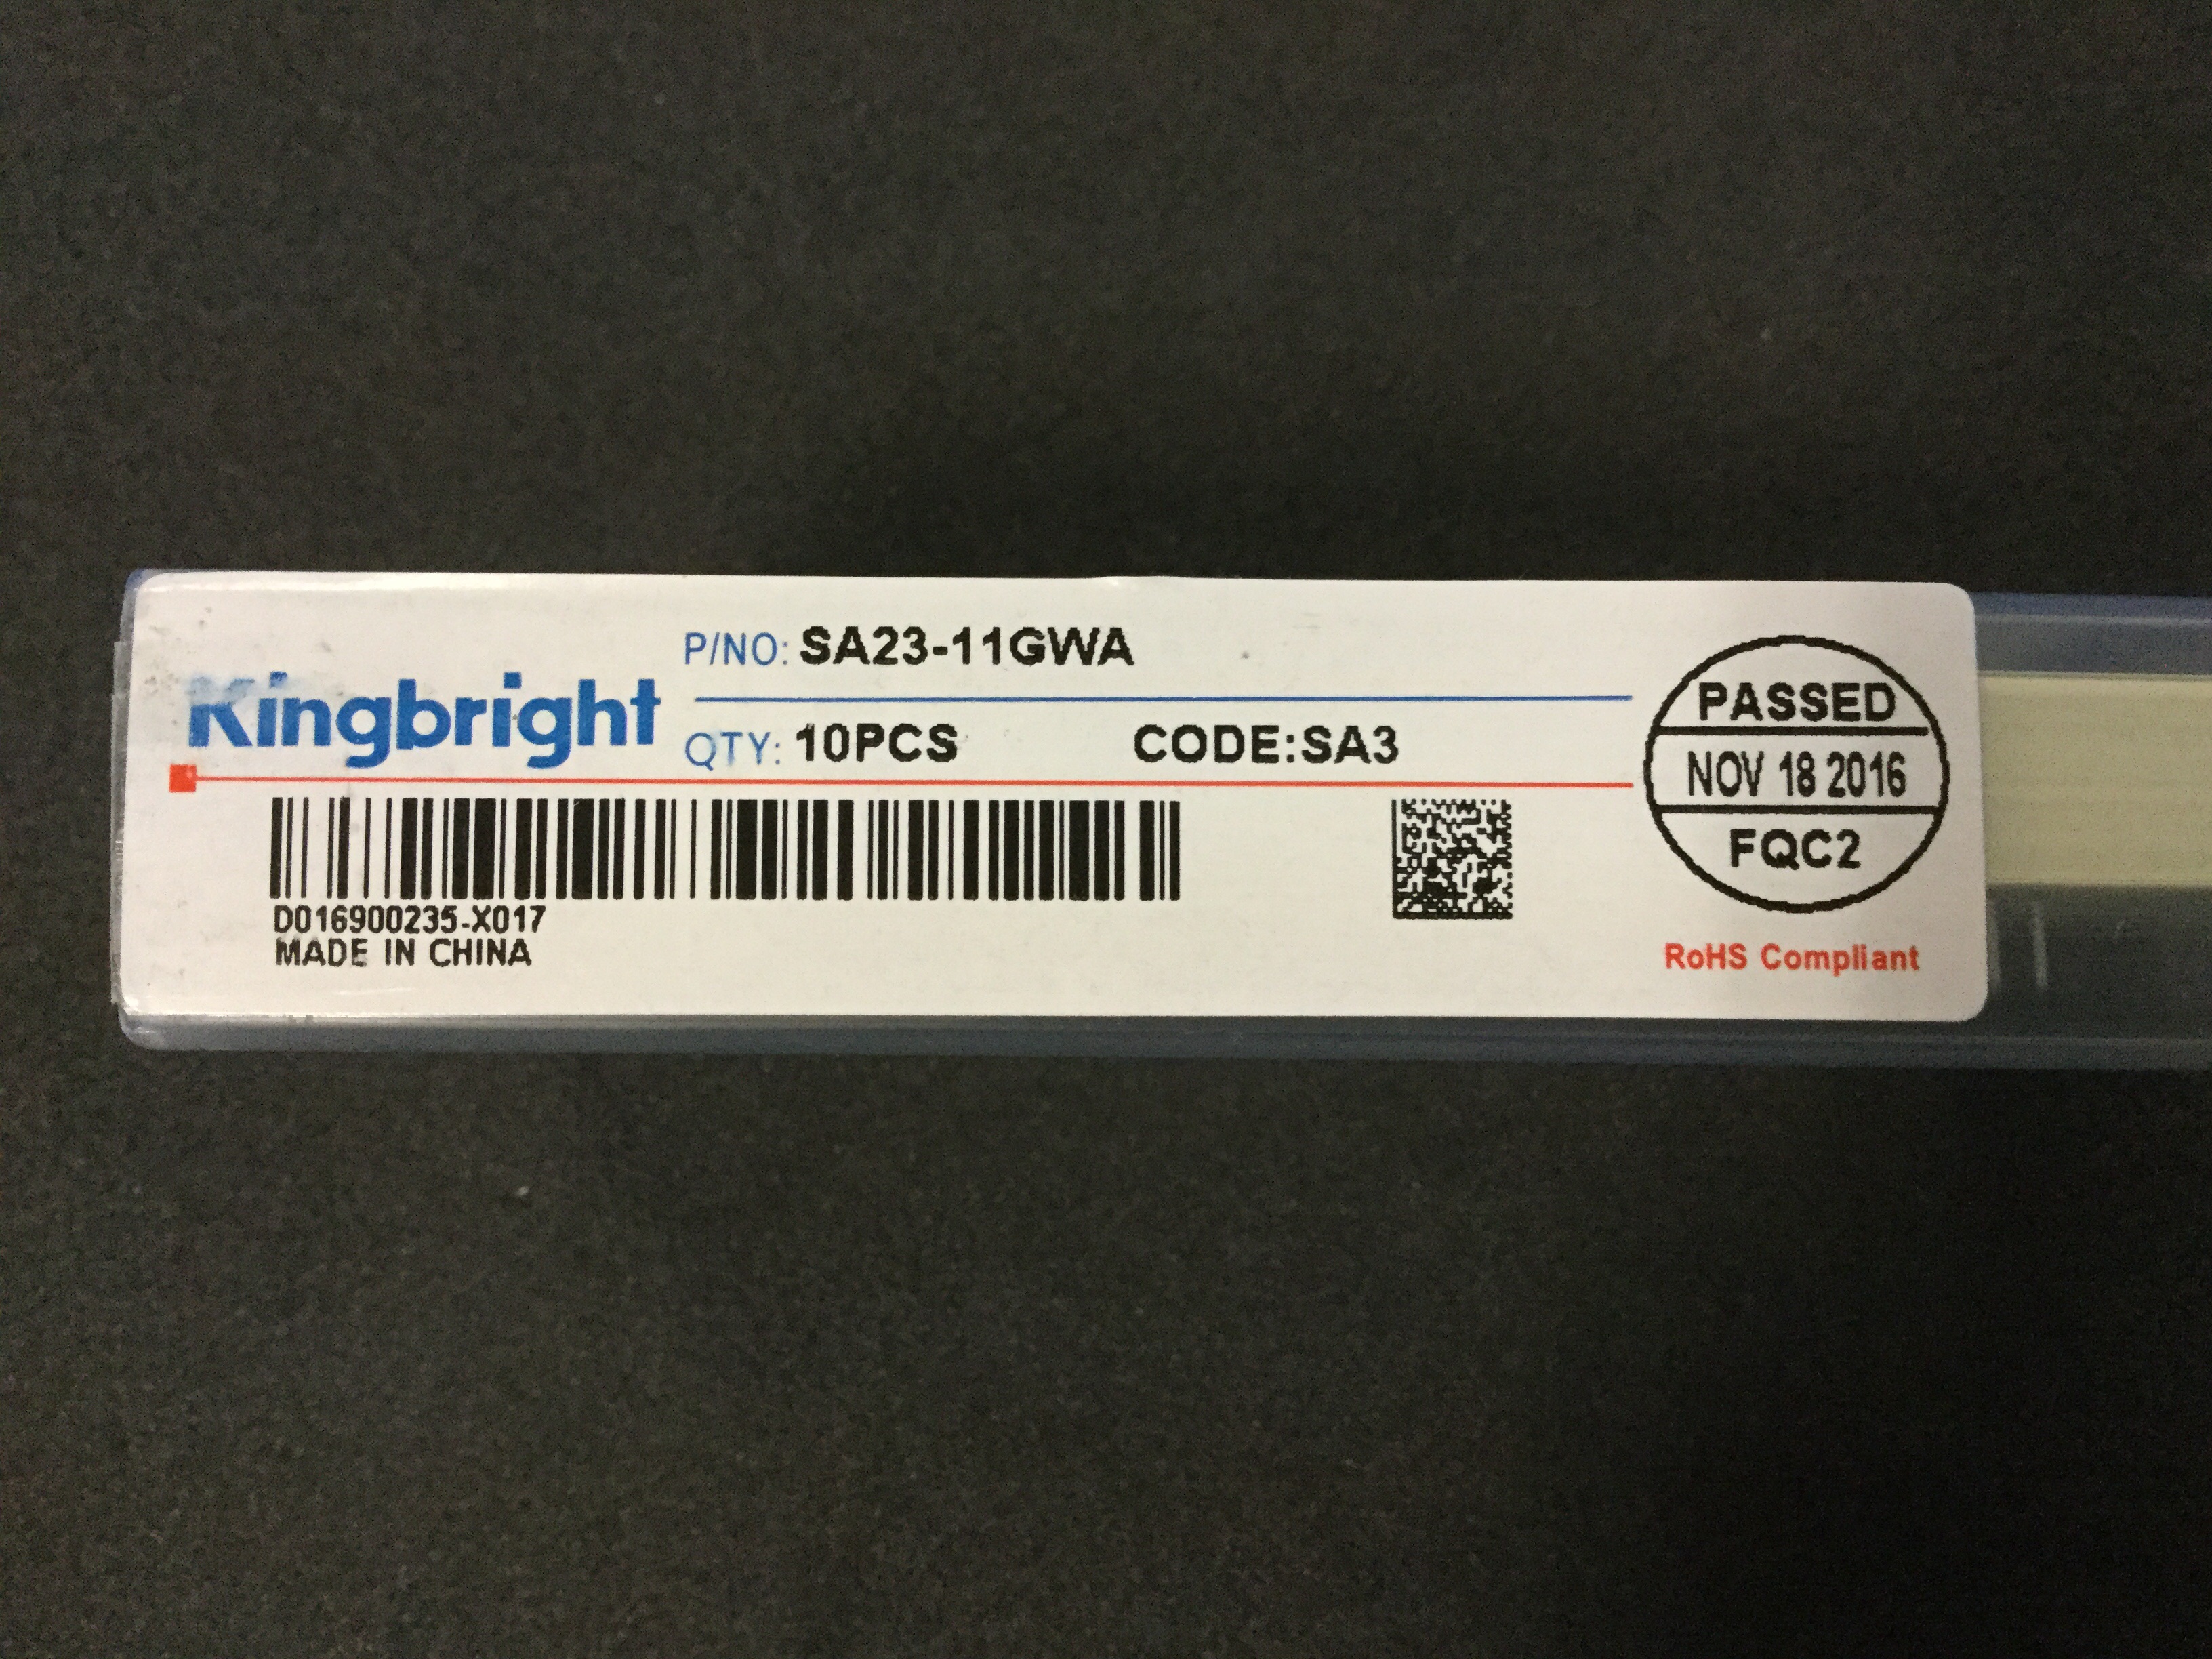 Kingbright
P/NO: SA23-11GWA
QTY: 10PCS CODE:SA3
D016900235-X017
MADE IN CHINA
PASSED
NOV 18 2016
FQC2
RoHS Compliant